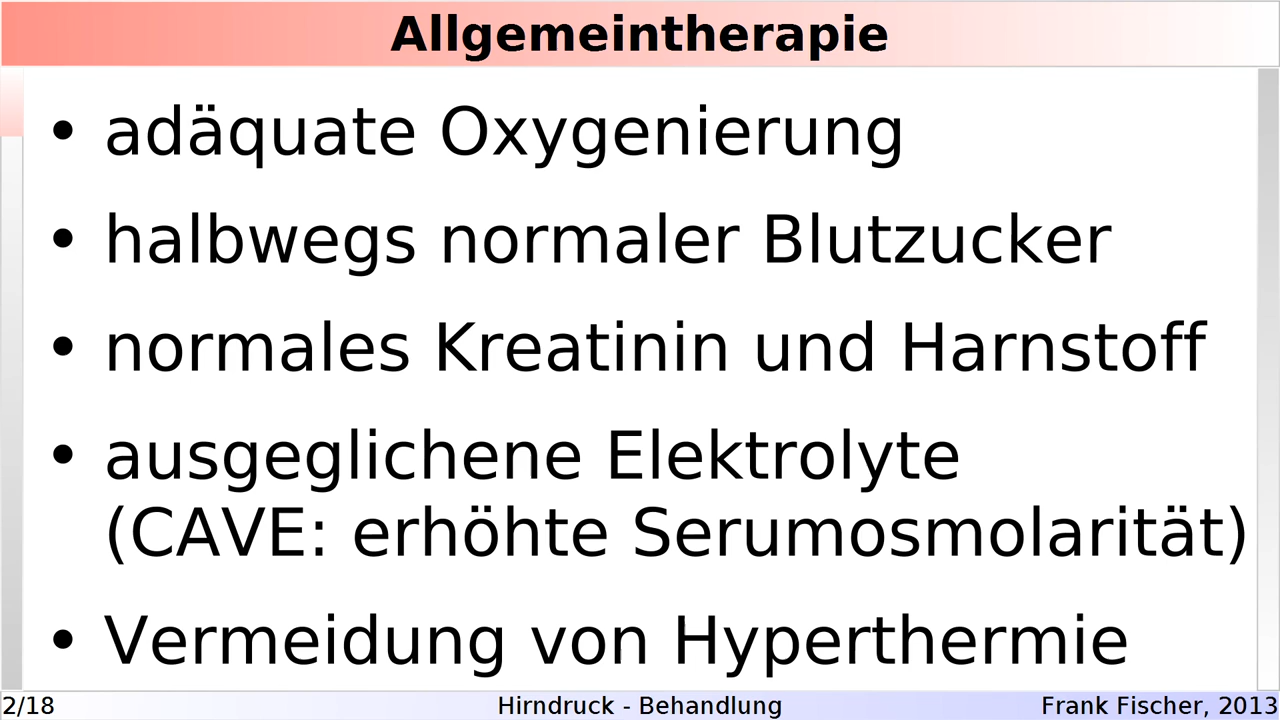 Allgemeintherapie
• adäquate Oxygenierung
• halbwegs normaler Blutzucker
• normales Kreatinin und Harnstoff
• ausgeglichene Elektrolyte
(CAVE: erhöhte Serumosmolarität)
• Vermeidung von Hyperthermie
2/18 Hirndruck - Behandlung Frank Fischer, 2013